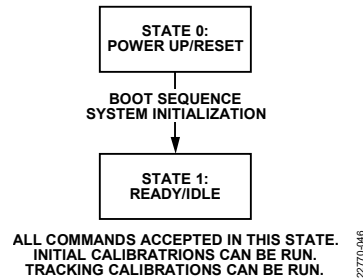 STATE 0:
POWER UP/RESET
BOOT SEQUENCE
SYSTEM INITIALIZATION
STATE 1:
READY/IDLE
ALL COMMANDS ACCEPTED IN THIS STATE.
INITIAL CALIBRATRIONS CAN BE RUN.
TRACKING CALIBRATIONS CAN BE RUN.
22770-046